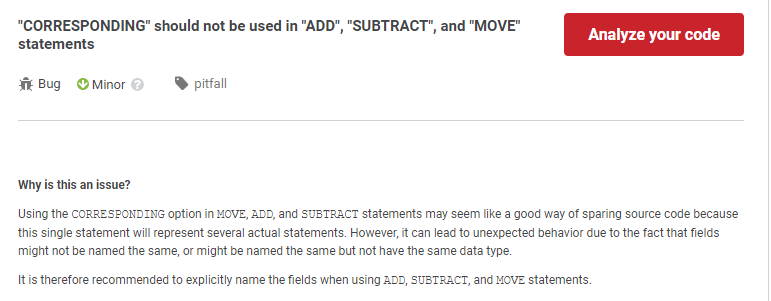 "CORRESPONDING" should not be used in "ADD", "SUBTRACT", and "MOVE"
statements
Analyze your code
Bug Minor ? pitfall
Why is this an issue?
Using the CORRESPONDING option in MOVE, ADD, and SUBTRACT statements may seem like a good way of sparing source code because
this single statement will represent several actual statements. However, it can lead to unexpected behavior due to the fact that fields
might not be named the same, or might be named the same but not have the same data type.
It is therefore recommended to explicitly name the fields when using ADD, SUBTRACT, and MOVE statements.